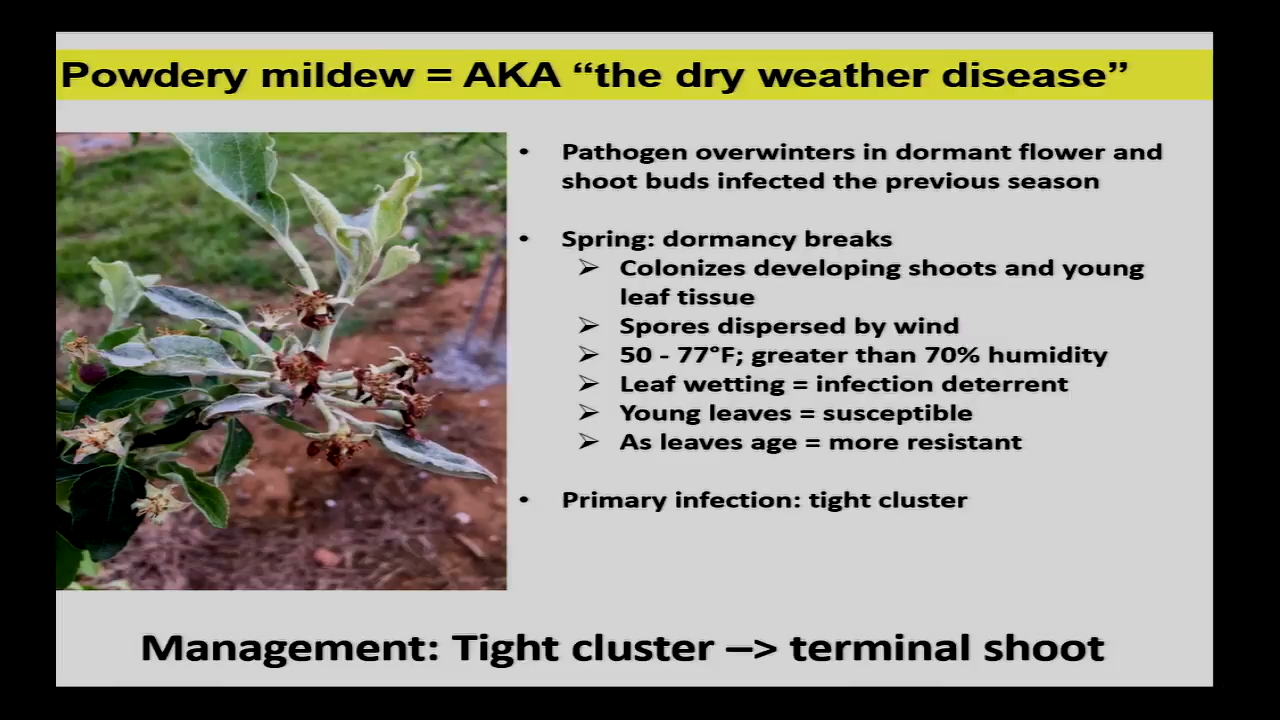 Powdery mildew = AKA “the dry weather disease”
• Pathogen overwinters in dormant flower and
shoot buds infected the previous season
• Spring: dormancy breaks
➢ Colonizes developing shoots and young
leaf tissue
➢ Spores dispersed by wind
➢ 50 - 77°F; greater than 70% humidity
➢ Leaf wetting = infection deterrent
➢ Young leaves = susceptible
➢ As leaves age = more resistant
• Primary infection: tight cluster
Management: Tight cluster –> terminal shoot